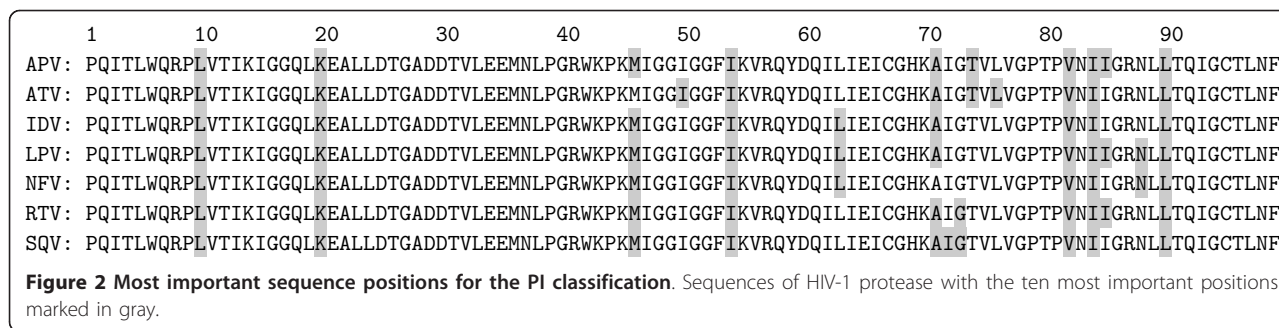 1 10 20 30 40 50 60 70 80 90
APV: PQITLWQRPLVTIKIGGQLKEALLDTGADDTVLEEMNLPGRWKPKMIGGIGGFIKVRQYDQILIEICGHKAIGTVLVGPTPVNIIGRNLLTQIGCTLNF
ATV: PQITLWQRPLVTIKIGGQLKEALLDTGADDTVLEEMNLPGRWKPKMIGGIGGFIKVRQYDQILIEICGHKAIGTVLVGPTPVNIIGRNLLTQIGCTLNF
IDV: PQITLWQRPLVTIKIGGQLKEALLDTGADDTVLEEMNLPGRWKPKMIGGIGGFIKVRQYDQILIEICGHKAIGTVLVGPTPVNIIGRNLLTQIGCTLNF
LPV: PQITLWQRPLVTIKIGGQLKEALLDTGADDTVLEEMNLPGRWKPKMIGGIGGFIKVRQYDQILIEICGHKAIGTVLVGPTPVNIIGRNLLTQIGCTLNF
NFV: PQITLWQRPLVTIKIGGQLKEALLDTGADDTVLEEMNLPGRWKPKMIGGIGGFIKVRQYDQILIEICGHKAIGTVLVGPTPVNIIGRNLLTQIGCTLNF
RTV: PQITLWQRPLVTIKIGGQLKEALLDTGADDTVLEEMNLPGRWKPKMIGGIGGFIKVRQYDQILIEICGHKAIGTVLVGPTPVNIIGRNLLTQIGCTLNF
SQV: PQITLWQRPLVTIKIGGQLKEALLDTGADDTVLEEMNLPGRWKPKMIGGIGGFIKVRQYDQILIEICGHKAIGTVLVGPTPVNIIGRNLLTQIGCTLNF
Figure 2 Most important sequence positions for the PI classification. Sequences of HIV-1 protease with the ten most important positions
marked in gray.